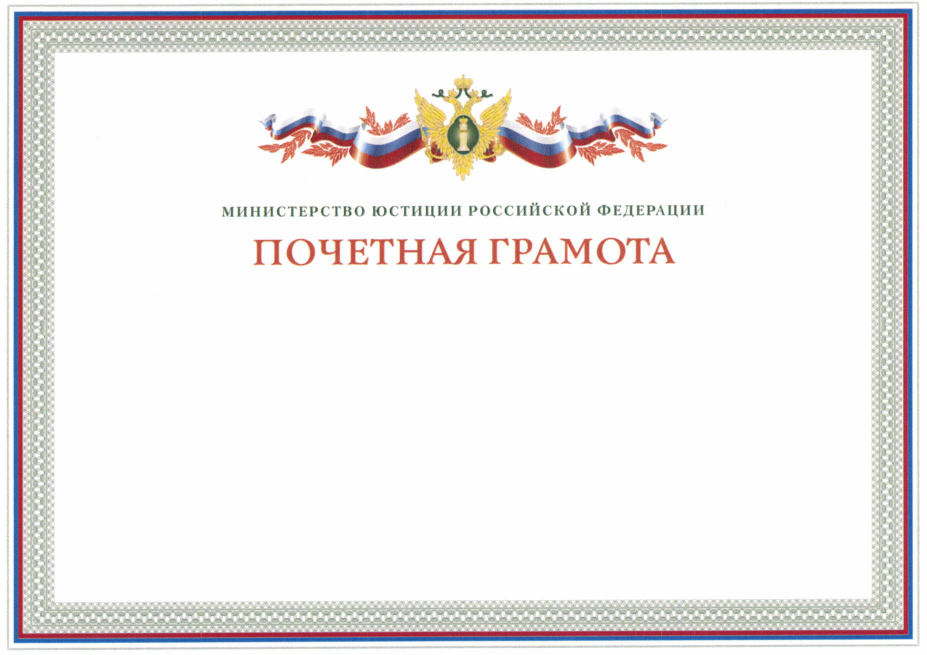 МИНИСТЕРСТВО ЮСТИЦИИ РОССИЙСКОЙ ФЕДЕРАЦИИ
ПОЧЕТНАЯ ГРАМОТА